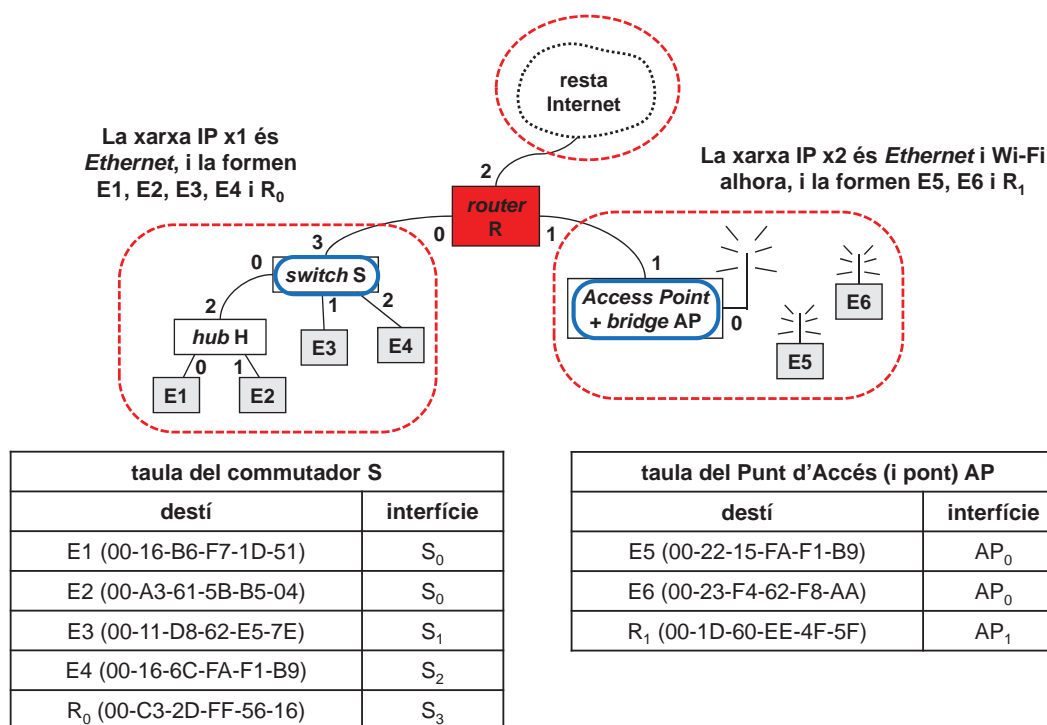 resta
Internet
La xarxa IP x1 és
Ethernet, i la formen
E1, E2, E3, E4 i R0
La xarxa IP x2 és Ethernet i Wi-Fi
alhora, i la formen E5, E6 i R1
2
router
R
0
1
3
0
switch S
1
2
2
hub H
0
1
E1
E2
E3
E4
1
Access Point
+ bridge AP
0
E5
E6
taula del commutador S
destí interfície
E1 (00-16-B6-F7-1D-51) S0
E2 (00-A3-61-5B-B5-04) S0
E3 (00-11-D8-62-E5-7E) S1
E4 (00-16-6C-FA-F1-B9) S2
R0 (00-C3-2D-FF-56-16) S3
taula del Punt d'Accés (i pont) AP
destí interfície
E5 (00-22-15-FA-F1-B9) AP0
E6 (00-23-F4-62-F8-AA) AP0
R1 (00-1D-60-EE-4F-5F) AP1